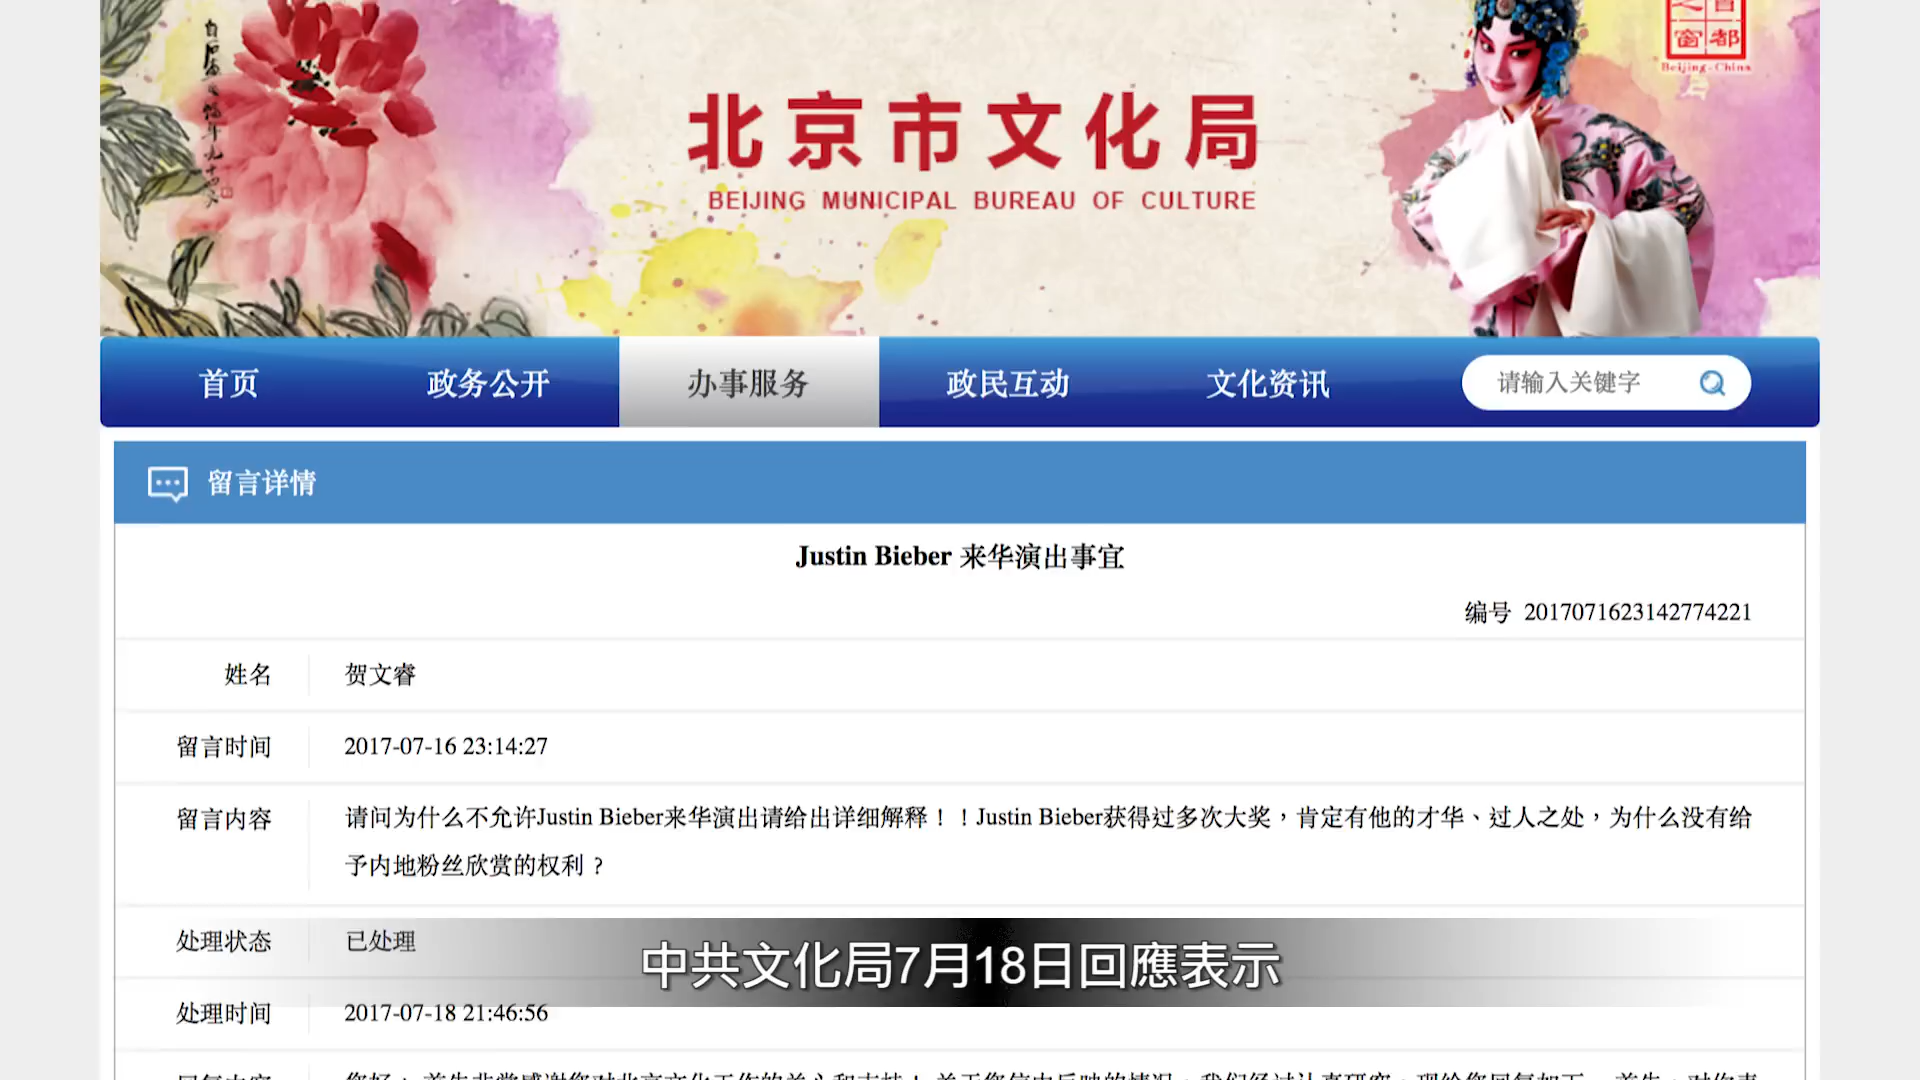 首都
之窗
Beijing-China
北京市文化局
BEIJING MUNICIPAL BUREAU OF CULTURE
首页 政务公开 办事服务 政民互动 文化资讯 请输入关键字
留言详情
Justin Bieber 来华演出事宜
编号 2017071623142774221
姓名 贺文睿
留言时间 2017-07-16 23:14:27
留言内容 请问为什么不允许Justin Bieber来华演出请给出详细解释！！Justin Bieber获得过多次大奖，肯定有他的才华、过人之处，为什么没有给
予内地粉丝欣赏的权利？
处理状态 已处理
中共文化局7月18日回應表示
处理时间 2017-07-18 21:46:56